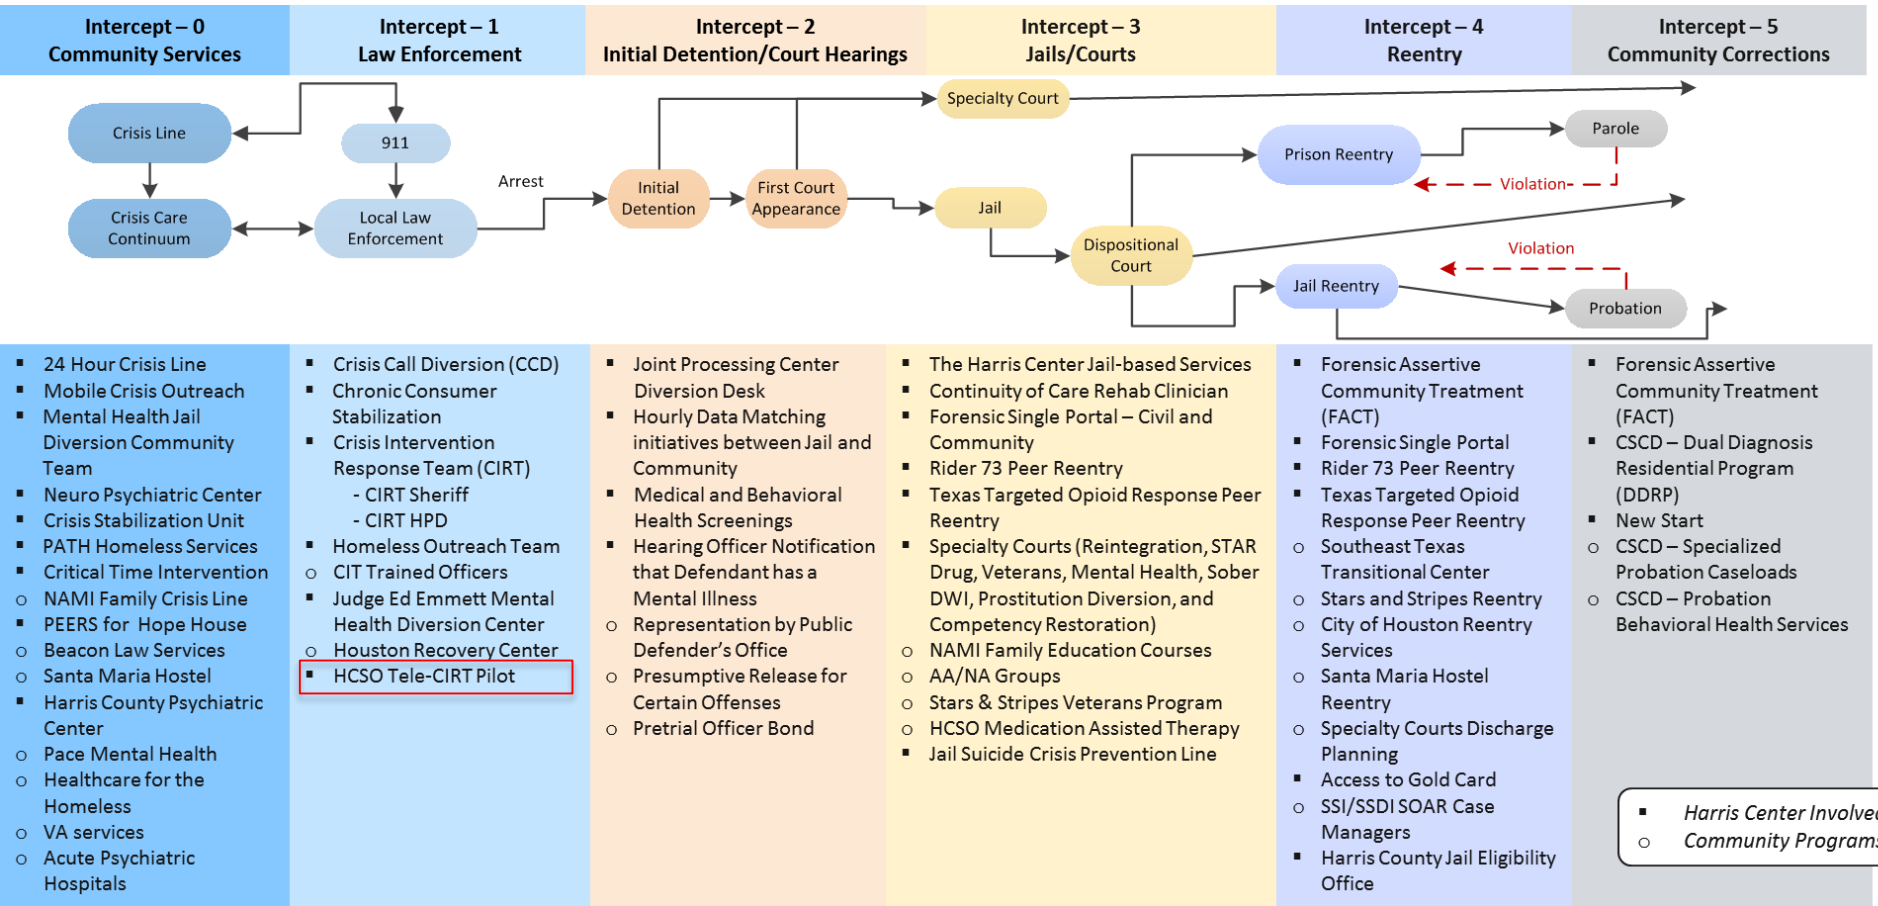 Intercept – 0
Community Services
Intercept – 1
Law Enforcement
Intercept – 2
Initial Detention/Court Hearings
Intercept – 3
Jails/Courts
Intercept – 4
Reentry
Intercept – 5
Community Corrections
Crisis Line
911
Crisis Care
Continuum
Local Law
Enforcement
Arrest
Initial
Detention
First Court
Appearance
Specialty Court
Jail
Dispositional
Court
Prison Reentry
Jail Reentry
Parole
Violation
Violation
Probation
▪ 24 Hour Crisis Line
▪ Mobile Crisis Outreach
▪ Mental Health Jail
Diversion Community
Team
▪ Neuro Psychiatric Center
▪ Crisis Stabilization Unit
▪ PATH Homeless Services
▪ Critical Time Intervention
o NAMI Family Crisis Line
▪ PEERS for Hope House
o Beacon Law Services
o Santa Maria Hostel
▪ Harris County Psychiatric
Center
o Pace Mental Health
o Healthcare for the
Homeless
o VA services
o Acute Psychiatric
Hospitals
▪ Crisis Call Diversion (CCD)
▪ Chronic Consumer
Stabilization
▪ Crisis Intervention
Response Team (CIRT)
- CIRT Sheriff
- CIRT HPD
▪ Homeless Outreach Team
o CIT Trained Officers
▪ Judge Ed Emmett Mental
Health Diversion Center
o Houston Recovery Center
▪ HCSO Tele-CIRT Pilot
▪ Joint Processing Center
Diversion Desk
▪ Hourly Data Matching
initiatives between Jail and
Community
▪ Medical and Behavioral
Health Screenings
▪ Hearing Officer Notification
that Defendant has a
Mental Illness
o Representation by Public
Defender's Office
o Presumptive Release for
Certain Offenses
o Pretrial Officer Bond
▪ The Harris Center Jail-based Services
▪ Continuity of Care Rehab Clinician
▪ Forensic Single Portal – Civil and
Community
▪ Rider 73 Peer Reentry
▪ Texas Targeted Opioid Response Peer
Reentry
▪ Specialty Courts (Reintegration, STAR
Drug, Veterans, Mental Health, Sober
DWI, Prostitution Diversion, and
Competency Restoration)
o NAMI Family Education Courses
o AA/NA Groups
o Stars & Stripes Veterans Program
o HCSO Medication Assisted Therapy
▪ Jail Suicide Crisis Prevention Line
▪ Forensic Assertive
Community Treatment
(FACT)
▪ Forensic Single Portal
▪ Rider 73 Peer Reentry
▪ Texas Targeted Opioid
Response Peer Reentry
o Southeast Texas
Transitional Center
o Stars and Stripes Reentry
o City of Houston Reentry
Services
o Santa Maria Hostel
Reentry
o Specialty Courts Discharge
Planning
▪ Access to Gold Card
o SSI/SSDI SOAR Case
Managers
▪ Harris County Jail Eligibility
Office
▪ Forensic Assertive
Community Treatment
(FACT)
▪ CSCD – Dual Diagnosis
Residential Program
(DDRP)
▪ New Start
o CSCD – Specialized
Probation Caseloads
o CSCD – Probation
Behavioral Health Services
▪ Harris Center Involved
o Community Programs